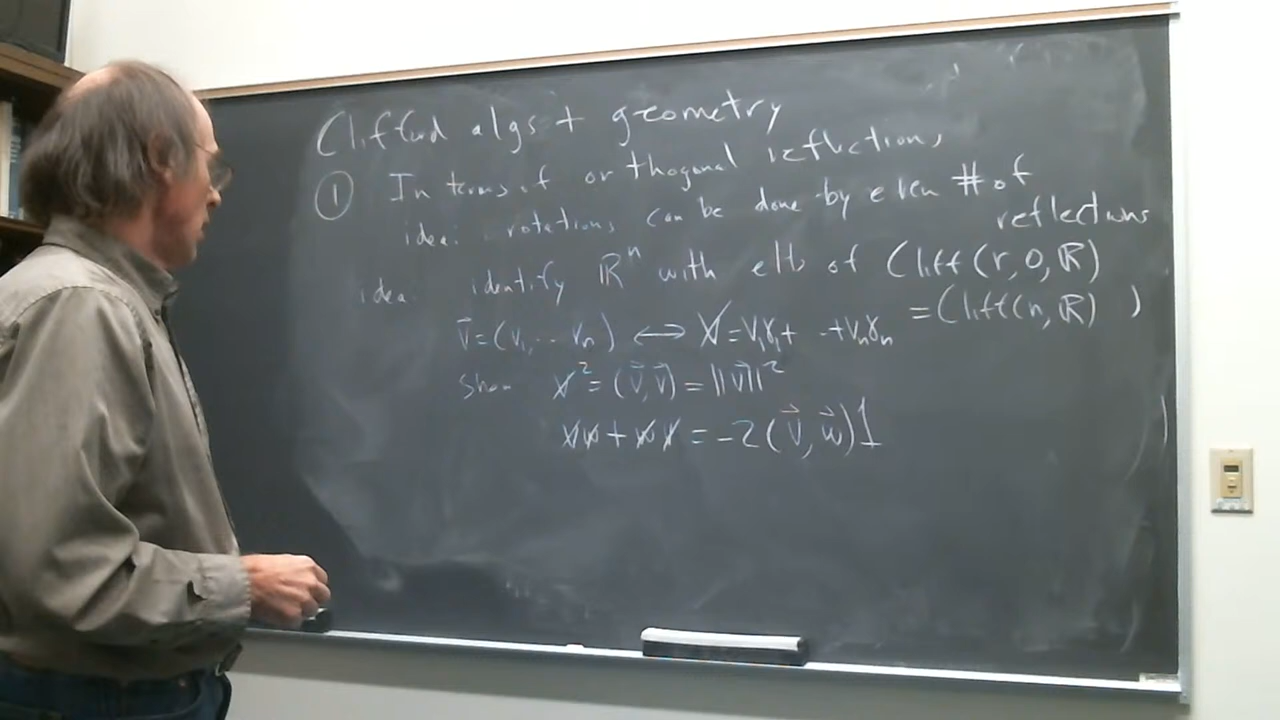 Clifford algs + geometry
① In terms of orthogonal reflections
idea: rotations can be done by even # of reflections
idea: identify ℝⁿ with elts of Cliff(r,0,ℝ)
= Cliff(n,ℝ) )
v⃗=(v₁,...vₙ) ↔ v̸=v₁γ₁+ ..+vₙγₙ
Show v̸²=(v⃗,v⃗)=||v⃗||²
v̸w̸+w̸v̸=-2(v⃗,w⃗)1